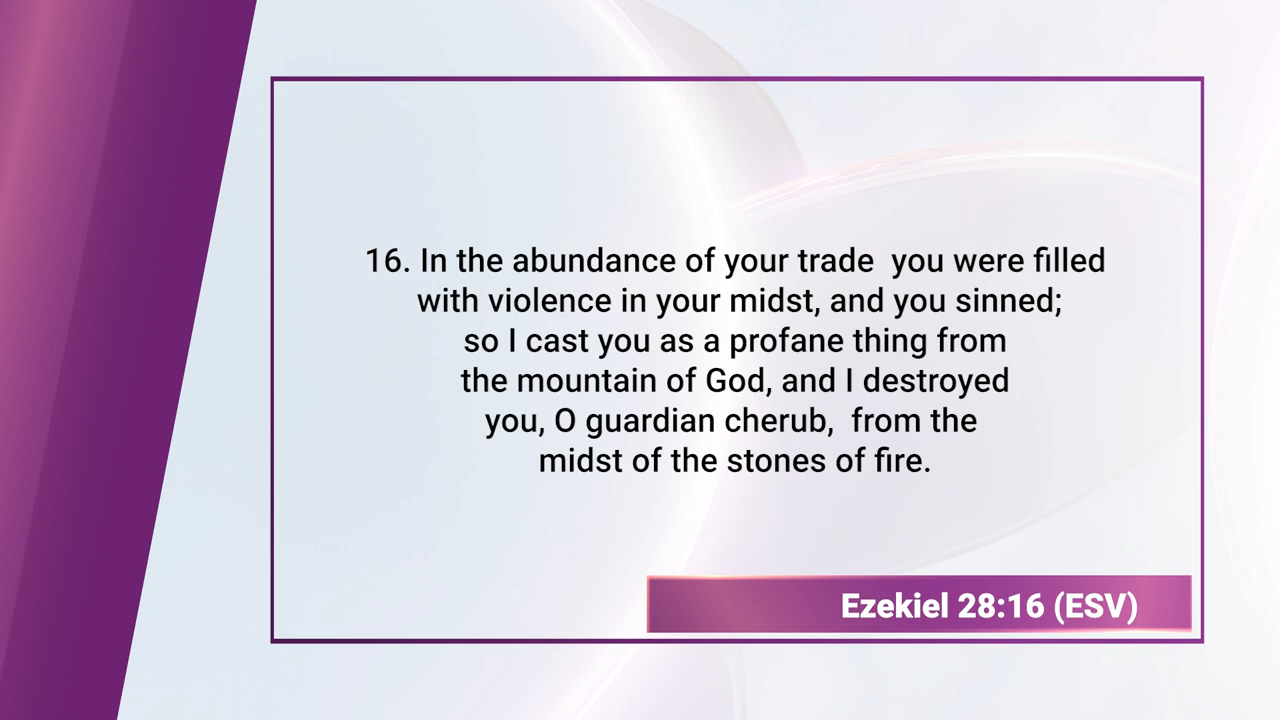 16. In the abundance of your trade  you were filled
with violence in your midst, and you sinned;
so I cast you as a profane thing from
the mountain of God, and I destroyed
you, O guardian cherub,  from the
midst of the stones of fire.
Ezekiel 28:16 (ESV)